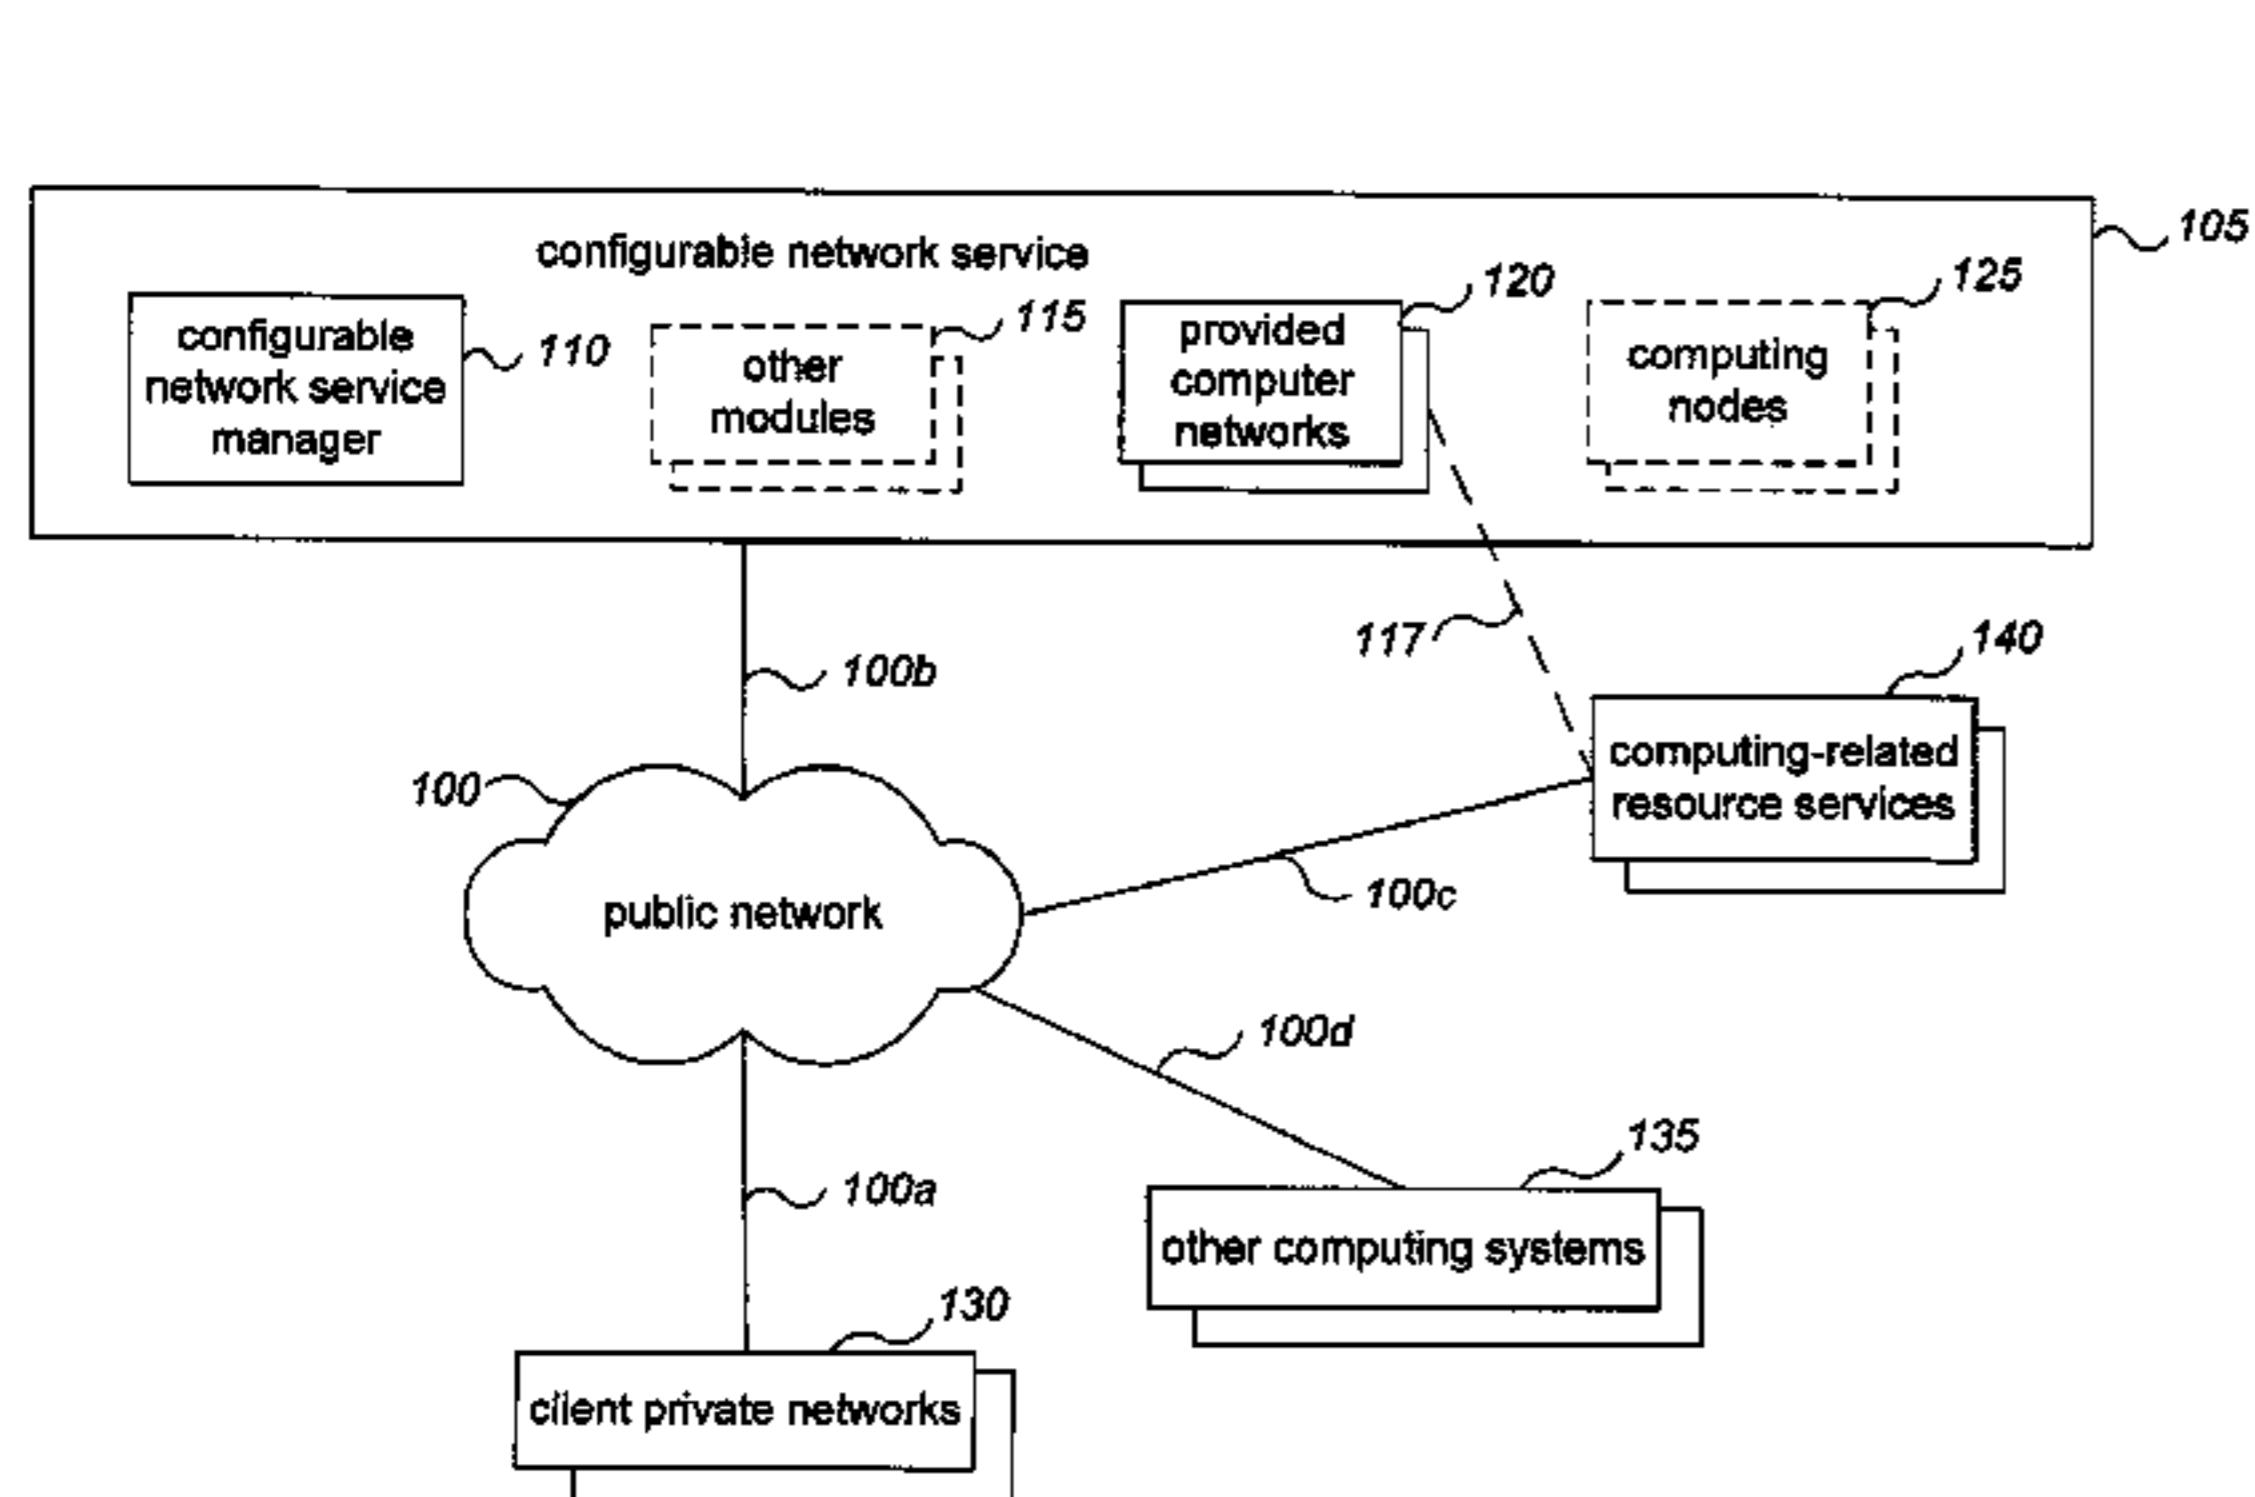 configurable network service
105
configurable
network service
manager
110
other
modules
115
provided
computer
networks
120
computing
nodes
125
117
100b
140
computing-related
resource services
100
public network
100c
100d
135
other computing systems
100a
130
client private networks